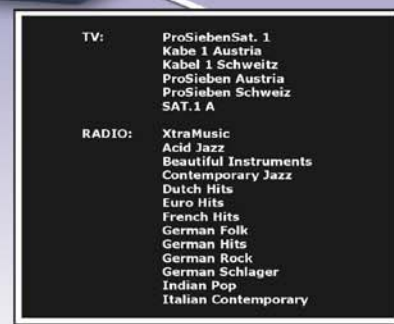 TV: ProSiebenSat. 1
Kabe 1 Austria
Kabel 1 Schweitz
ProSieben Austria
ProSieben Schweiz
SAT.1 A
RADIO: XtraMusic
Acid Jazz
Beautiful Instruments
Contemporary Jazz
Dutch Hits
Euro Hits
French Hits
German Folk
German Hits
German Rock
German Schlager
Indian Pop
Italian Contemporary